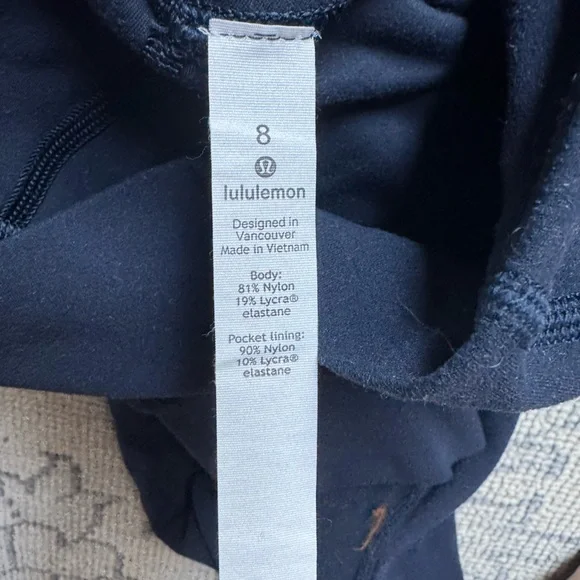 8
lululemon
Designed in
Vancouver
Made in Vietnam
Body:
81% Nylon
19% Lycra®
elastane
Pocket lining:
90% Nylon
10% Lycra®
elastane